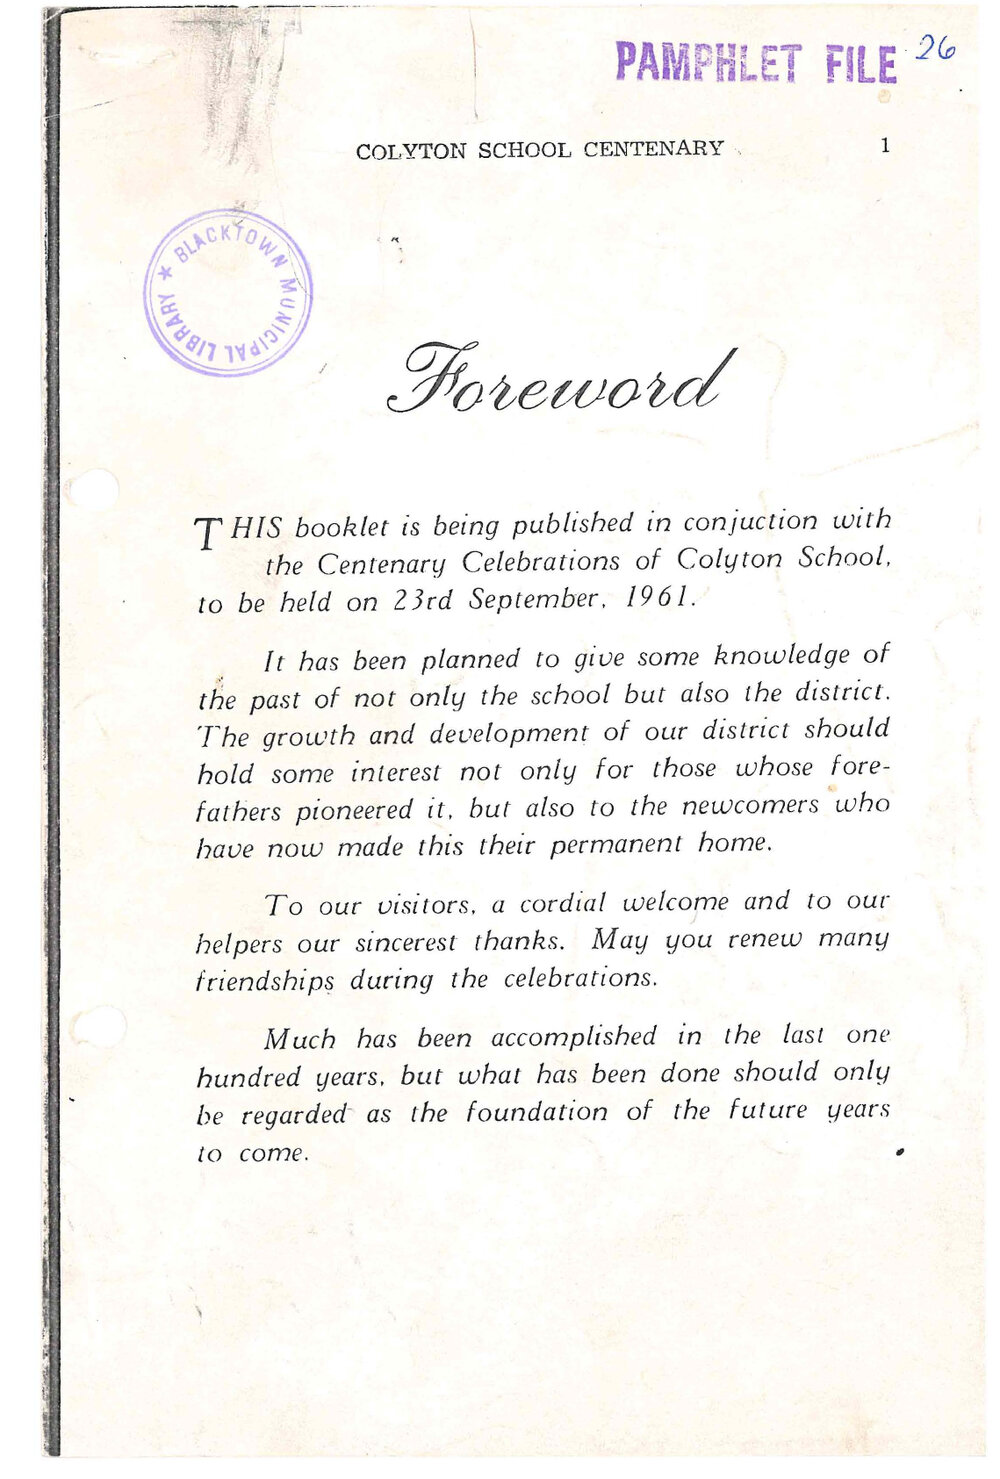 PAMPHLET FILE 26
COLYTON SCHOOL CENTENARY 1
★ BLACKTOWN MUNICIPAL LIBRARY
Foreword
THIS booklet is being published in conjuction with
the Centenary Celebrations of Colyton School,
to be held on 23rd September, 1961.
It has been planned to give some knowledge of
the past of not only the school but also the district.
The growth and development of our district should
hold some interest not only for those whose fore-
fathers pioneered it, but also to the newcomers who
have now made this their permanent home.
To our visitors, a cordial welcome and to our
helpers our sincerest thanks. May you renew many
friendships during the celebrations.
Much has been accomplished in the last one
hundred years, but what has been done should only
be regarded as the foundation of the future years
to come.